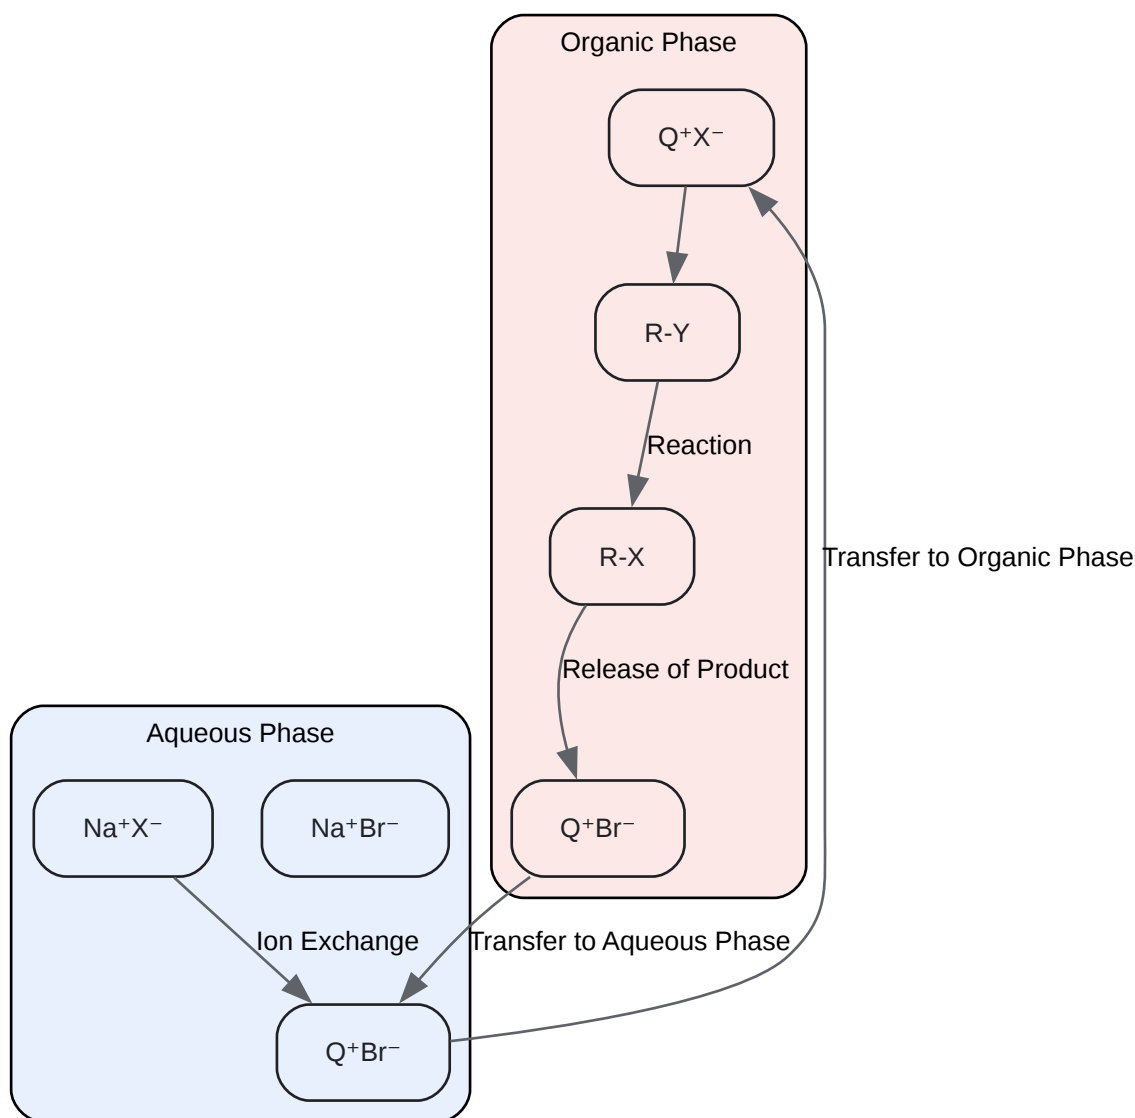 Organic Phase
Q⁺X⁻
R-Y
Reaction
R-X
Transfer to Organic Phase
Release of Product
Aqueous Phase
Na⁺X⁻
Na⁺Br⁻
Q⁺Br⁻
Ion Exchange
Transfer to Aqueous Phase
Q⁺Br⁻